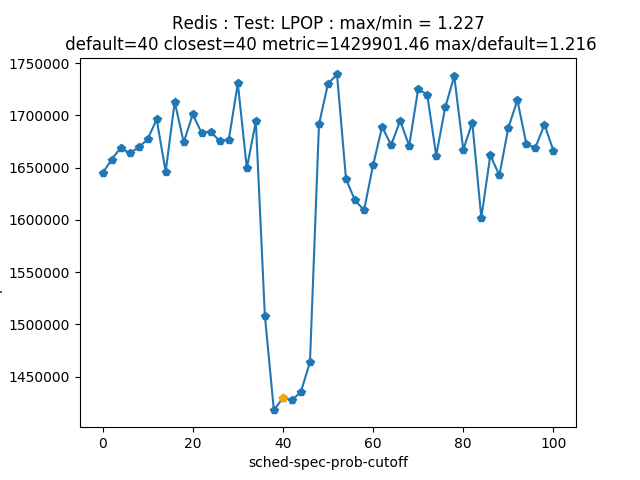 Redis : Test: LPOP : max/min = 1.227
default=40 closest=40 metric=1429901.46 max/default=1.216
1750000
1700000
1650000
1600000
1550000
1500000
1450000
0 20 40 60 80 100
sched-spec-prob-cutoff